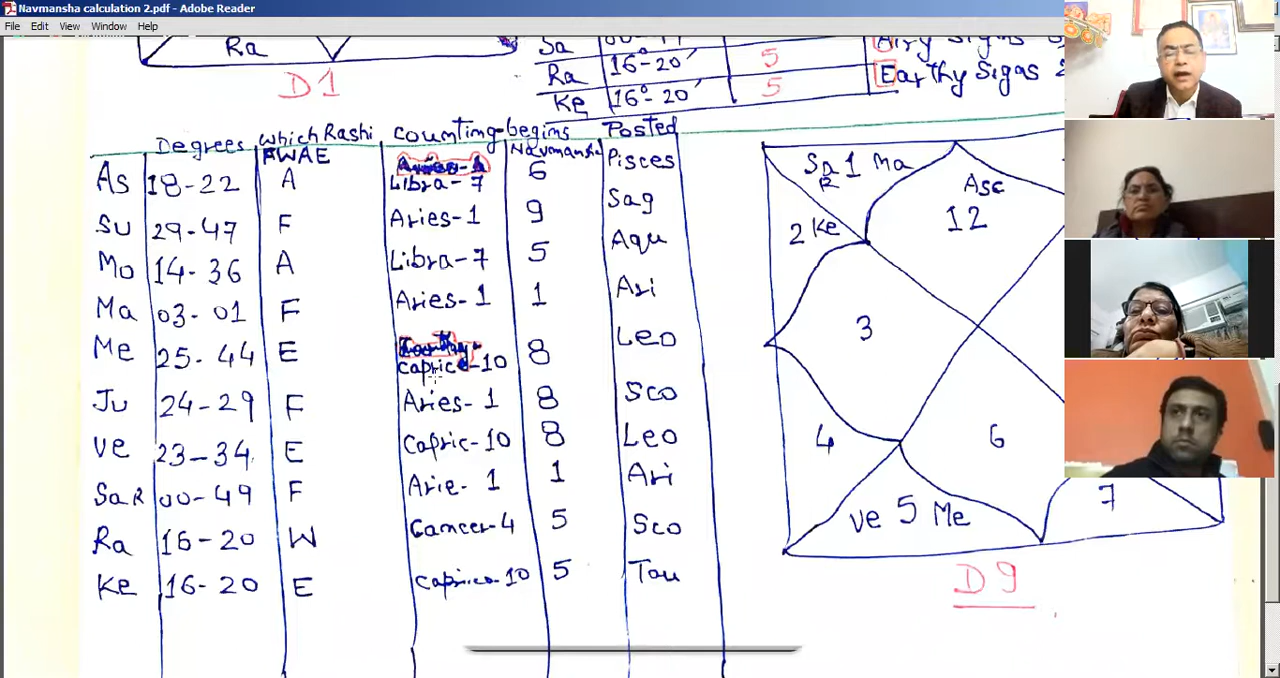 Navmansha calculation 2.pdf - Adobe Reader
File Edit View Window Help
Ra
D1
Sa
Ra 16°-20' 5
Ke 16°-20' 5
Airy Signs
Earthy Signs
Degrees which Rashi counting begins Posted
FWAE Navmansha
As 18-22 A Libra-7 6 Pisces
Su 29-47 F Aries-1 9 Sag
Mo 14-36 A Libra-7 5 Aqu
Ma 03-01 F Aries-1 1 Ari
Me 25-44 E Capric-10 8 Leo
Ju 24-29 F Aries-1 8 Sco
Ve 23-34 E Capric-10 8 Leo
Sa R 00-49 F Arie-1 1 Ari
Ra 16-20 W Cancer-4 5 Sco
Ke 16-20 E Caprico-10 5 Tau
Sa R 1 Ma
Asc
12
2 Ke
3
4
6
7
Ve 5 Me
D9